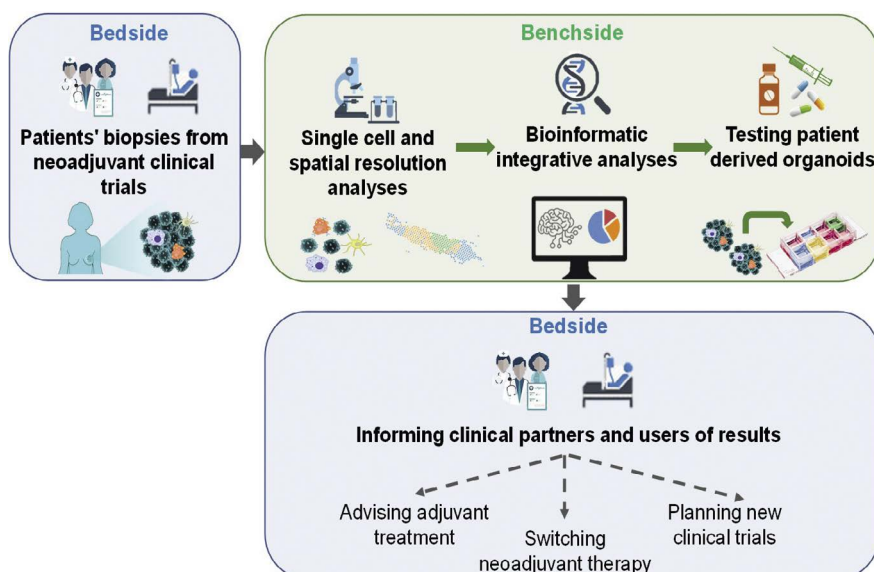 Bedside
Patients' biopsies from
neoadjuvant clinical
trials
Benchside
Single cell and
spatial resolution
analyses
Bioinformatic
integrative analyses
Testing patient
derived organoids
Bedside
Informing clinical partners and users of results
Advising adjuvant
treatment
Switching
neoadjuvant therapy
Planning new
clinical trials